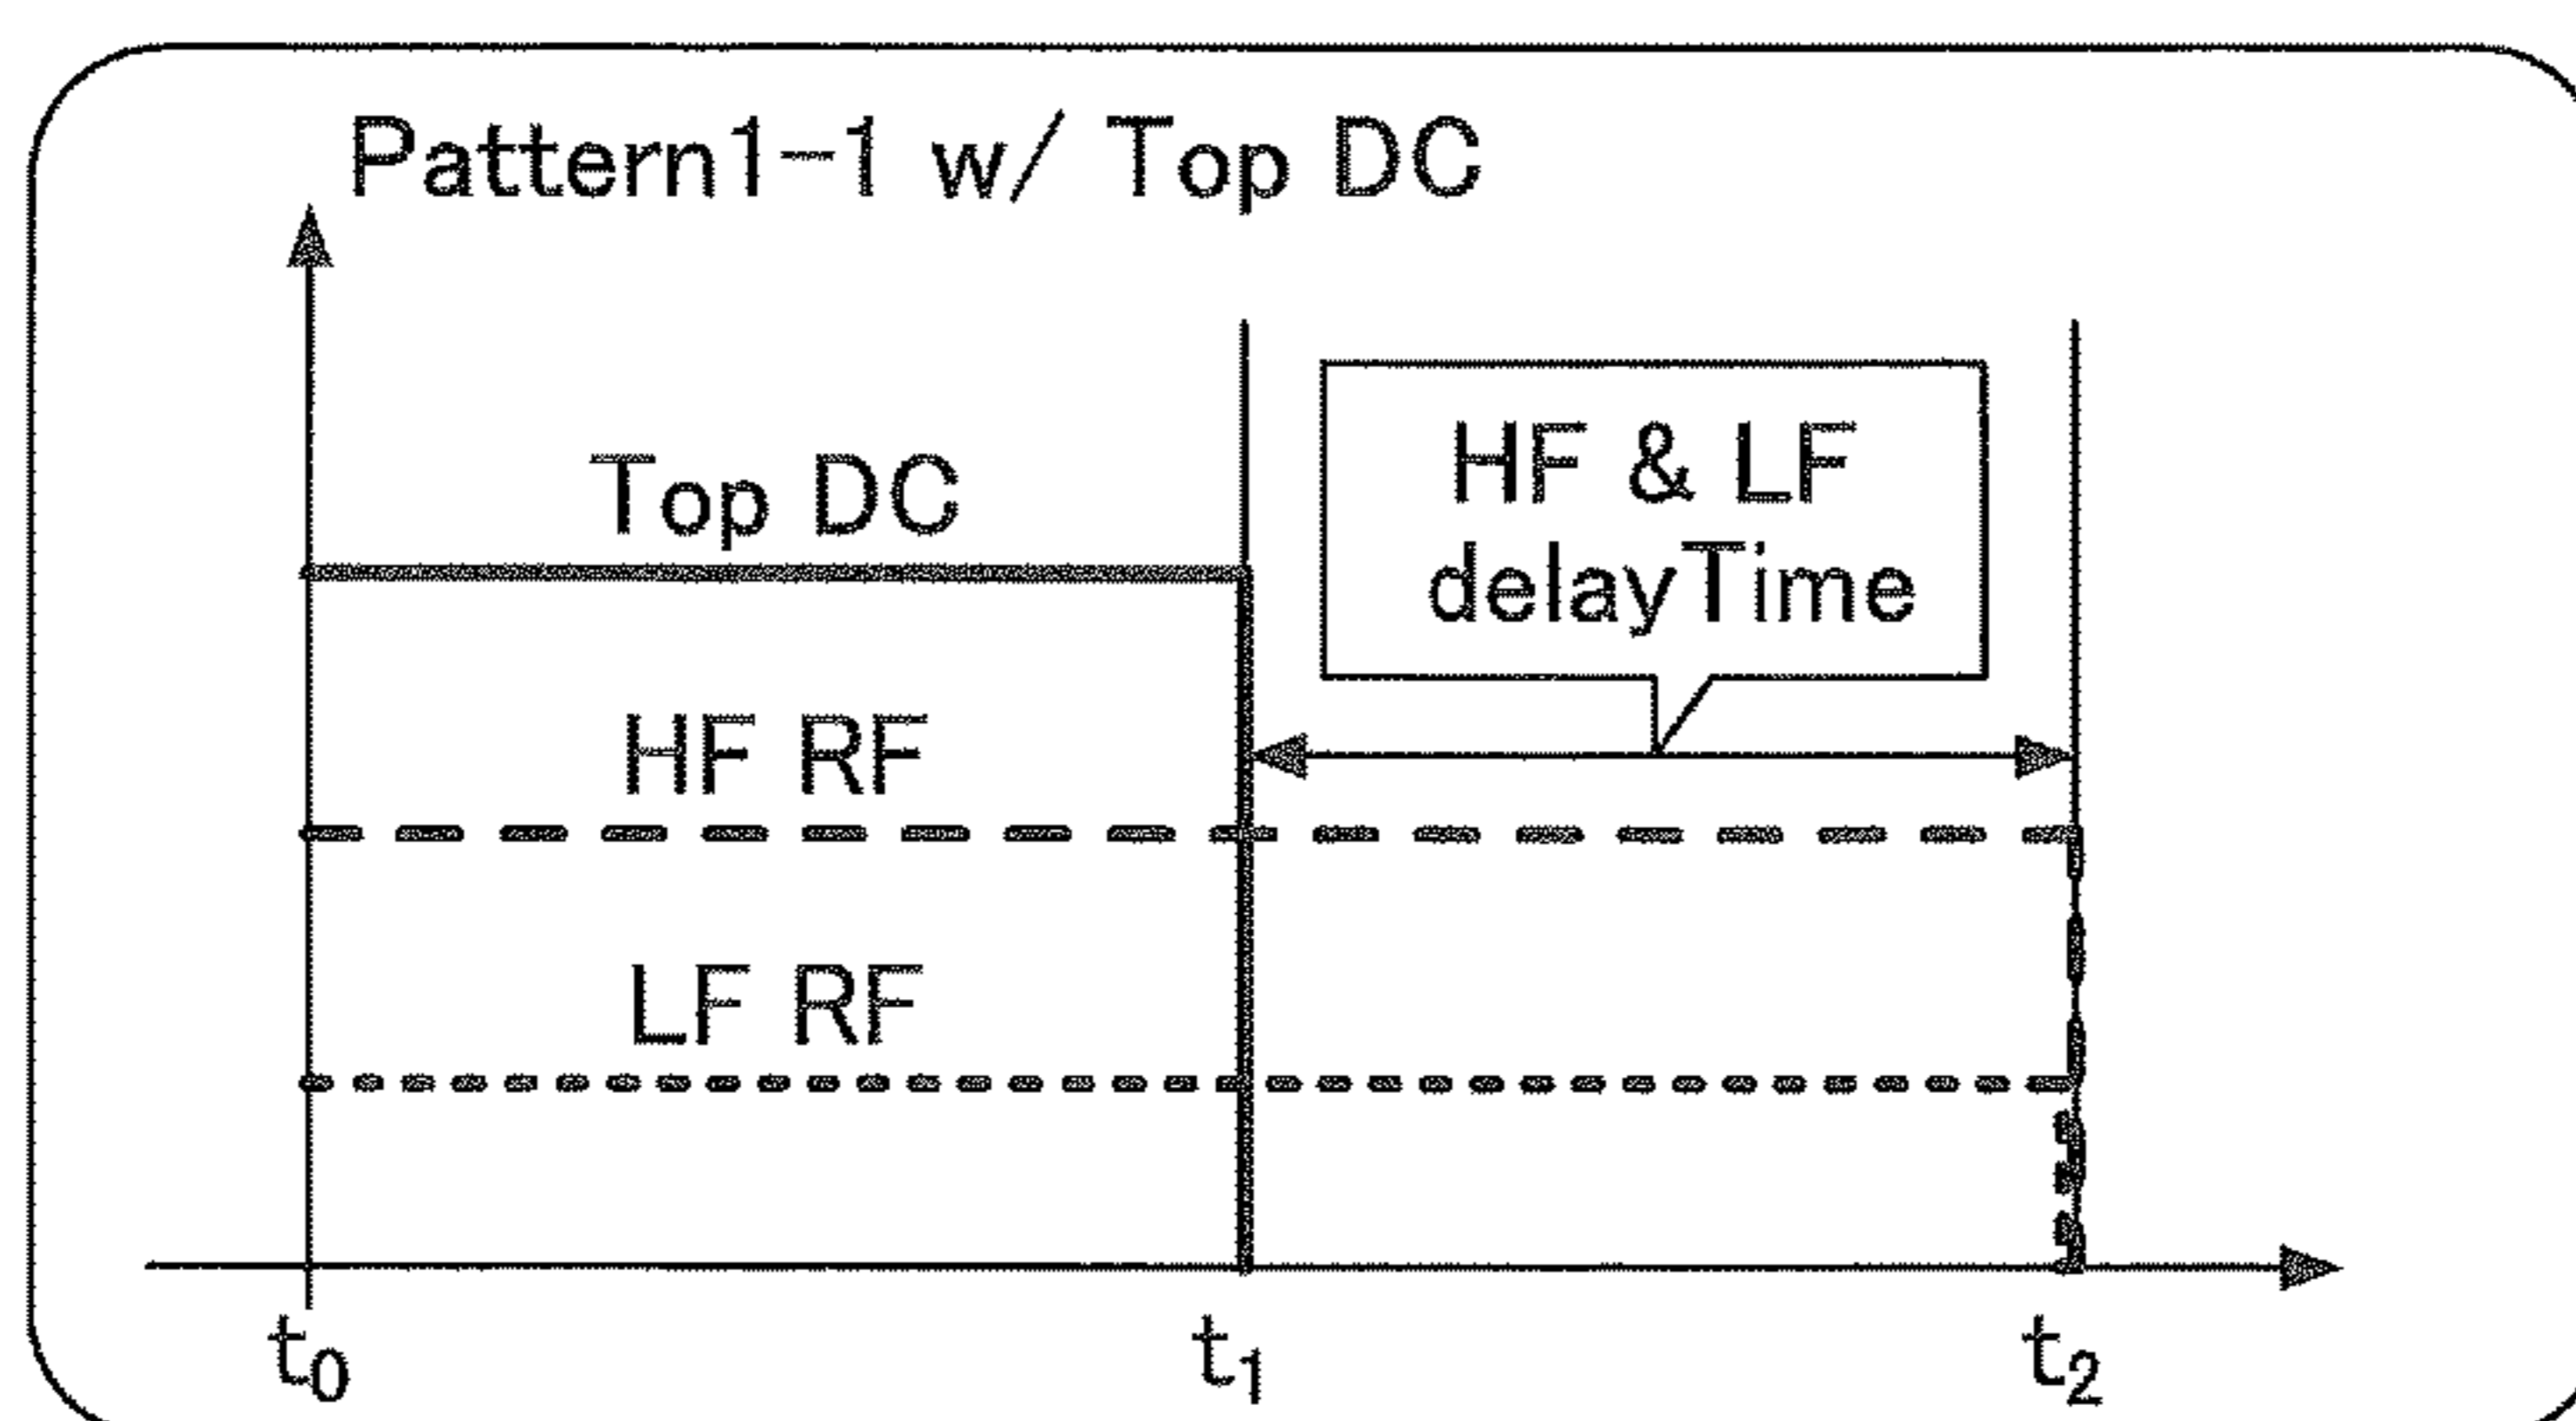 Pattern1-1 w/ Top DC
Top DC
HF & LF
delayTime
HF RF
LF RF
t₀
t₁
t₂